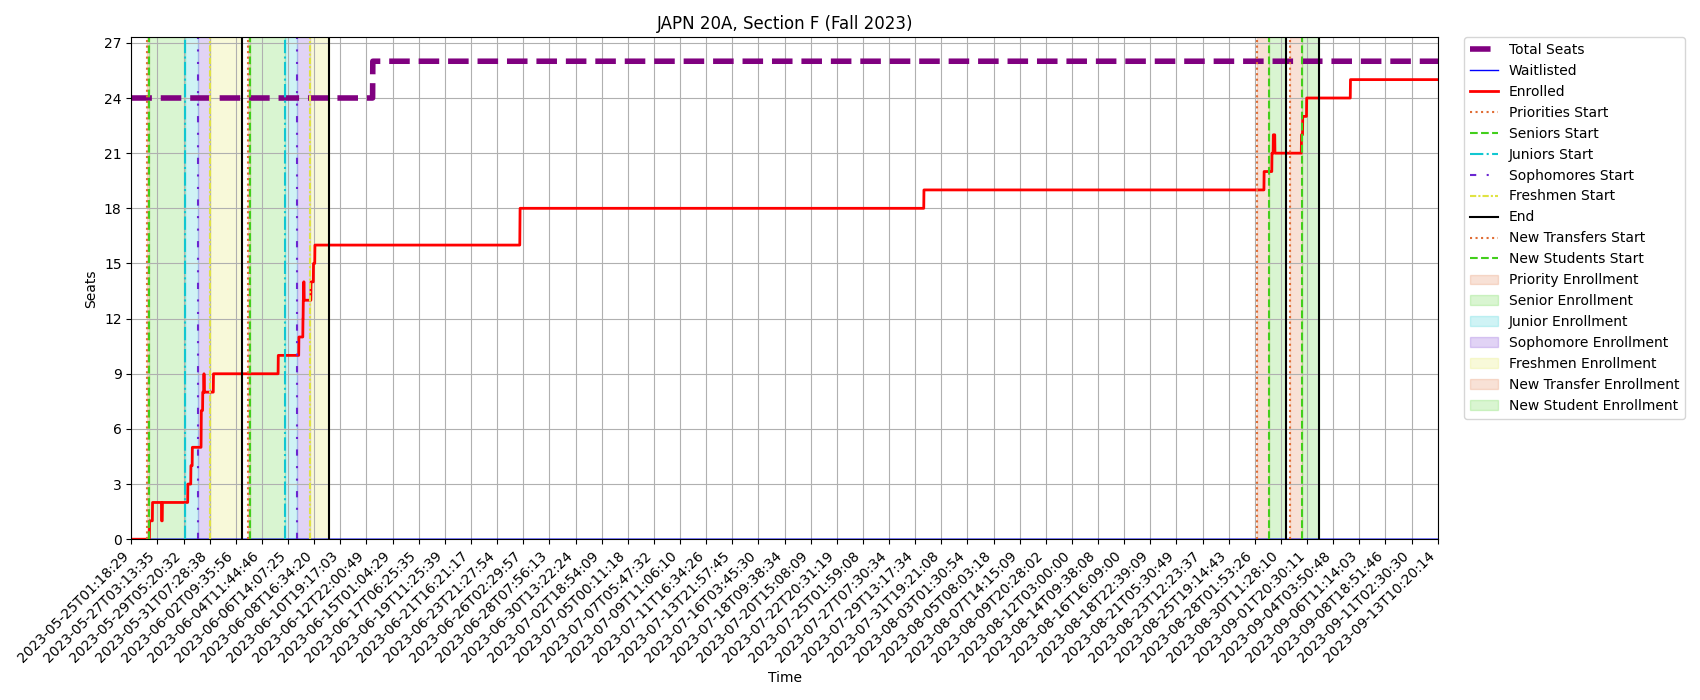 JAPN 20A, Section F (Fall 2023)
Seats
27
24
21
18
15
12
9
6
3
0
2023-05-25T01:18:29
2023-05-27T03:13:35
2023-05-29T05:20:32
2023-05-31T07:28:38
2023-06-02T09:35:56
2023-06-04T11:44:46
2023-06-06T14:07:23
2023-06-08T16:34:20
2023-06-10T19:17:03
2023-06-12T22:00:49
2023-06-15T01:04:29
2023-06-17T06:25:35
2023-06-19T11:25:39
2023-06-21T16:21:17
2023-06-23T21:27:54
2023-06-26T02:29:57
2023-06-28T07:56:13
2023-06-30T13:22:24
2023-07-02T18:54:09
2023-07-05T00:11:18
2023-07-07T05:47:32
2023-07-09T11:06:10
2023-07-11T16:34:26
2023-07-13T21:57:45
2023-07-16T03:45:30
2023-07-18T09:38:34
2023-07-20T15:08:09
2023-07-22T20:31:19
2023-07-25T01:59:08
2023-07-27T07:30:34
2023-07-29T13:17:34
2023-07-31T19:21:08
2023-08-03T01:30:54
2023-08-05T08:03:18
2023-08-07T14:15:09
2023-08-09T20:28:02
2023-08-12T03:00:00
2023-08-14T09:38:08
2023-08-16T16:09:00
2023-08-18T22:39:09
2023-08-21T05:30:49
2023-08-23T12:23:37
2023-08-25T19:14:43
2023-08-28T01:53:26
2023-08-30T11:28:10
2023-09-01T20:30:11
2023-09-04T03:50:48
2023-09-06T11:14:03
2023-09-08T18:51:46
2023-09-11T02:30:30
2023-09-13T10:20:14
Time
Total Seats
Waitlisted
Enrolled
Priorities Start
Seniors Start
Juniors Start
Sophomores Start
Freshmen Start
End
New Transfers Start
New Students Start
Priority Enrollment
Senior Enrollment
Junior Enrollment
Sophomore Enrollment
Freshmen Enrollment
New Transfer Enrollment
New Student Enrollment